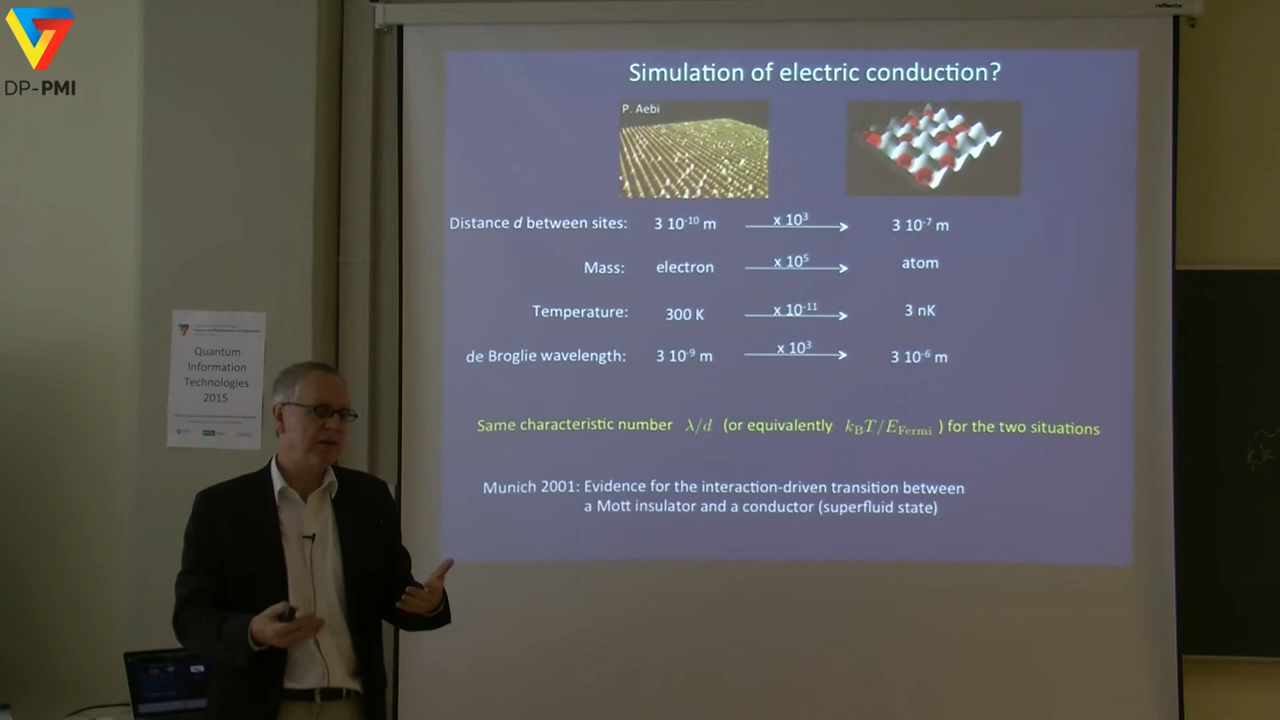 reflecta
DP-PMI
Simulation of electric conduction?
P. Aebi
Distance d between sites: 3 10⁻¹⁰ m x 10³ 3 10⁻⁷ m
Mass: electron x 10⁵ atom
Temperature: 300 K x 10⁻¹¹ 3 nK
de Broglie wavelength: 3 10⁻⁹ m x 10³ 3 10⁻⁶ m
Same characteristic number λ/d (or equivalently k_BT/E_Fermi ) for the two situations
Munich 2001: Evidence for the interaction-driven transition between
a Mott insulator and a conductor (superfluid state)
Quantum
Information
Technologies
2015